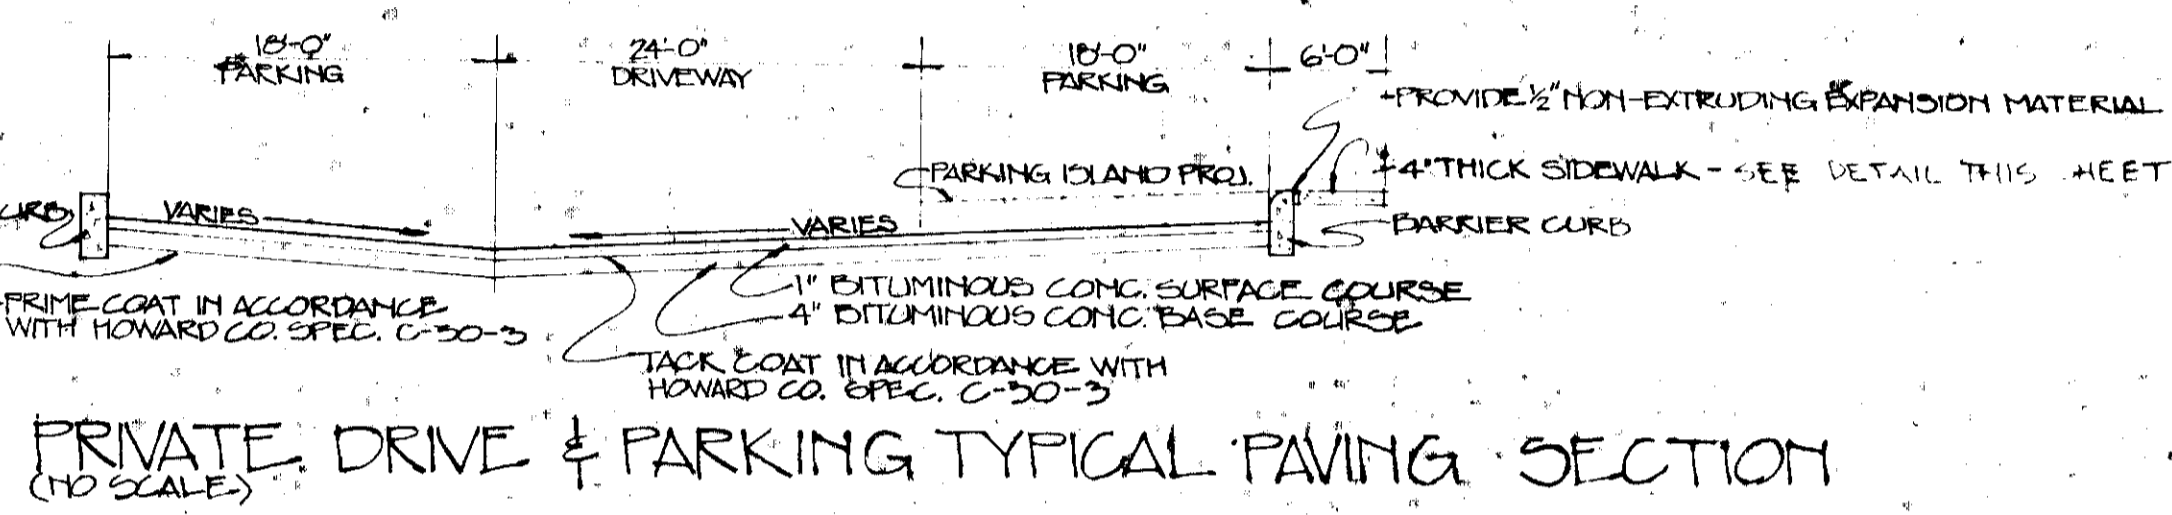 18'-0"
PARKING
24'-0"
DRIVEWAY
18'-0"
PARKING
6'-0"
PROVIDE ½" NON-EXTRUDING EXPANSION MATERIAL
PARKING ISLAND PROJ.
4" THICK SIDEWALK - SEE DETAIL THIS HEET
URB
VARIES
VARIES
BARRIER CURB
1" BITUMINOUS CONC. SURFACE COURSE
4" BITUMINOUS CONC. BASE COURSE
PRIME COAT IN ACCORDANCE
WITH HOWARD CO. SPEC. C-30-3
TACK COAT IN ACCORDANCE WITH
HOWARD CO. SPEC. C-30-3
PRIVATE DRIVE & PARKING TYPICAL PAVING SECTION
(NO SCALE)